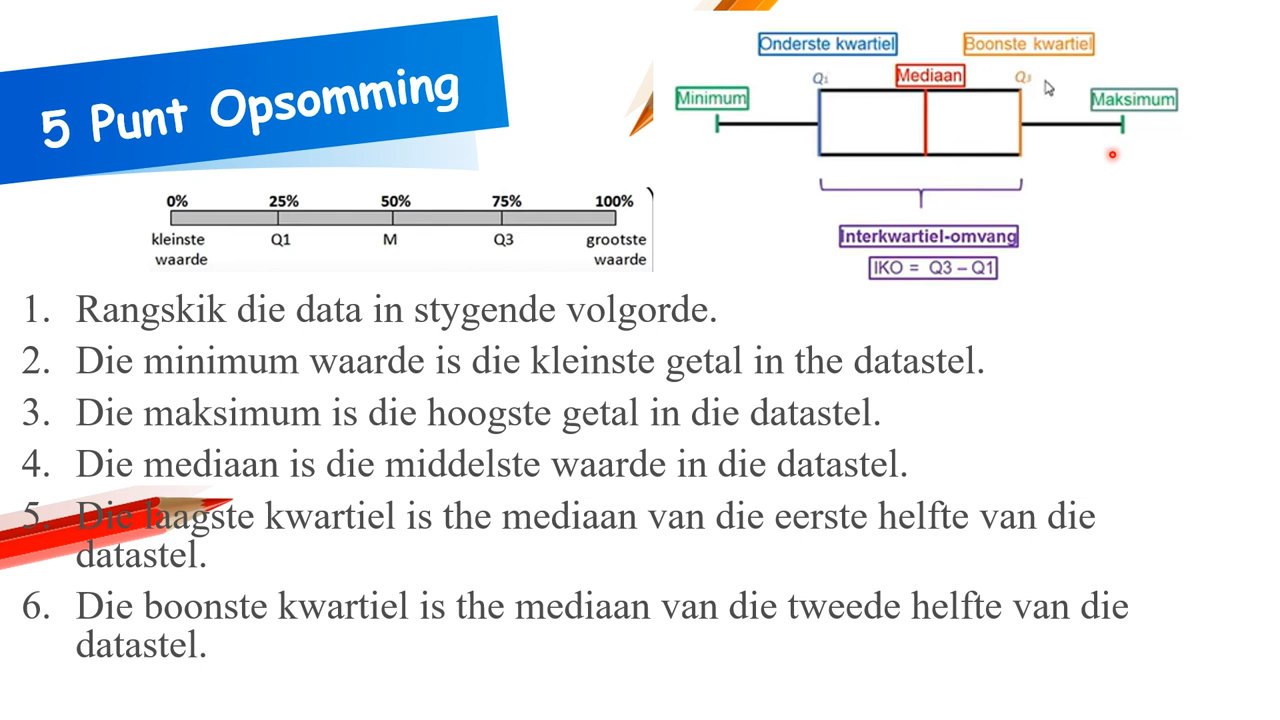 5 Punt Opsomming
Onderste kwartiel
Boonste kwartiel
Q1
Mediaan
Q3
Minimum
Maksimum
Interkwartiel-omvang
IKO = Q3 – Q1
0% 25% 50% 75% 100%
kleinste Q1 M Q3 grootste
waarde waarde
1. Rangskik die data in stygende volgorde.
2. Die minimum waarde is die kleinste getal in the datastel.
3. Die maksimum is die hoogste getal in die datastel.
4. Die mediaan is die middelste waarde in die datastel.
5. Die laagste kwartiel is the mediaan van die eerste helfte van die
datastel.
6. Die boonste kwartiel is the mediaan van die tweede helfte van die
datastel.